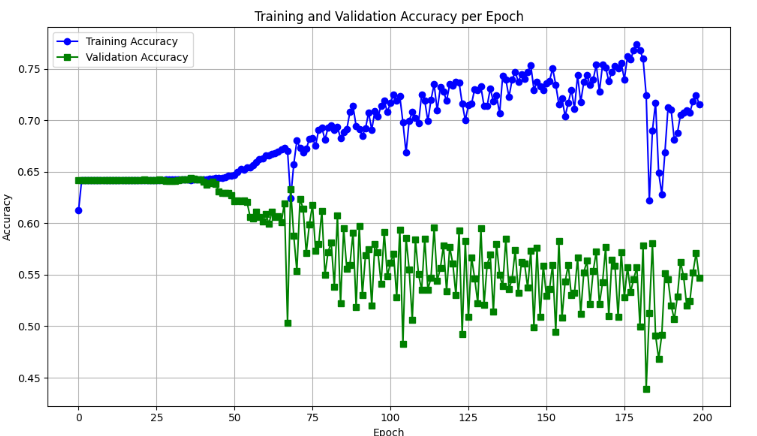 Training and Validation Accuracy per Epoch
Training Accuracy
Validation Accuracy
Accuracy
0.75
0.70
0.65
0.60
0.55
0.50
0.45
0 25 50 75 100 125 150 175 200
Epoch